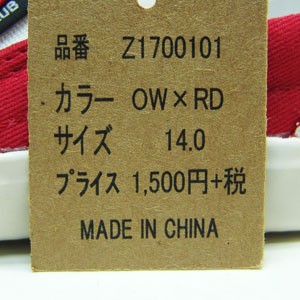 品番 Z1700101
カラー OW×RD
サイズ 14.0
プライス 1,500円+税
MADE IN CHINA